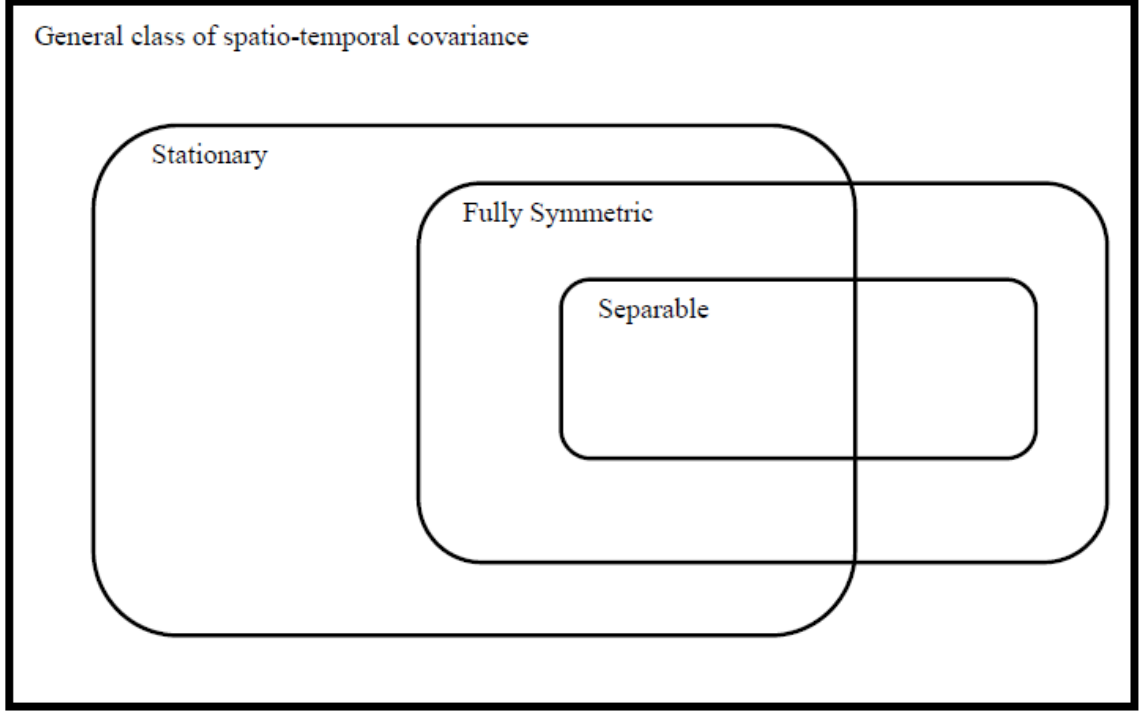 General class of spatio-temporal covariance
Stationary
Fully Symmetric
Separable